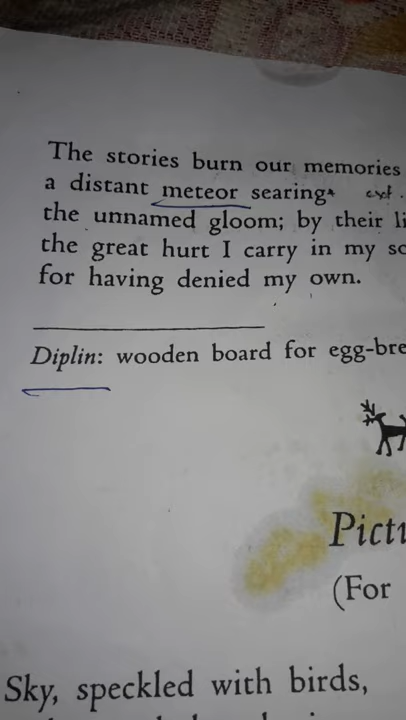 The stories burn our memories
a distant meteor searing*
the unnamed gloom; by their
the great hurt I carry in my
for having denied my own.
Diplin: wooden board for
(For
Sky, speckled with birds,